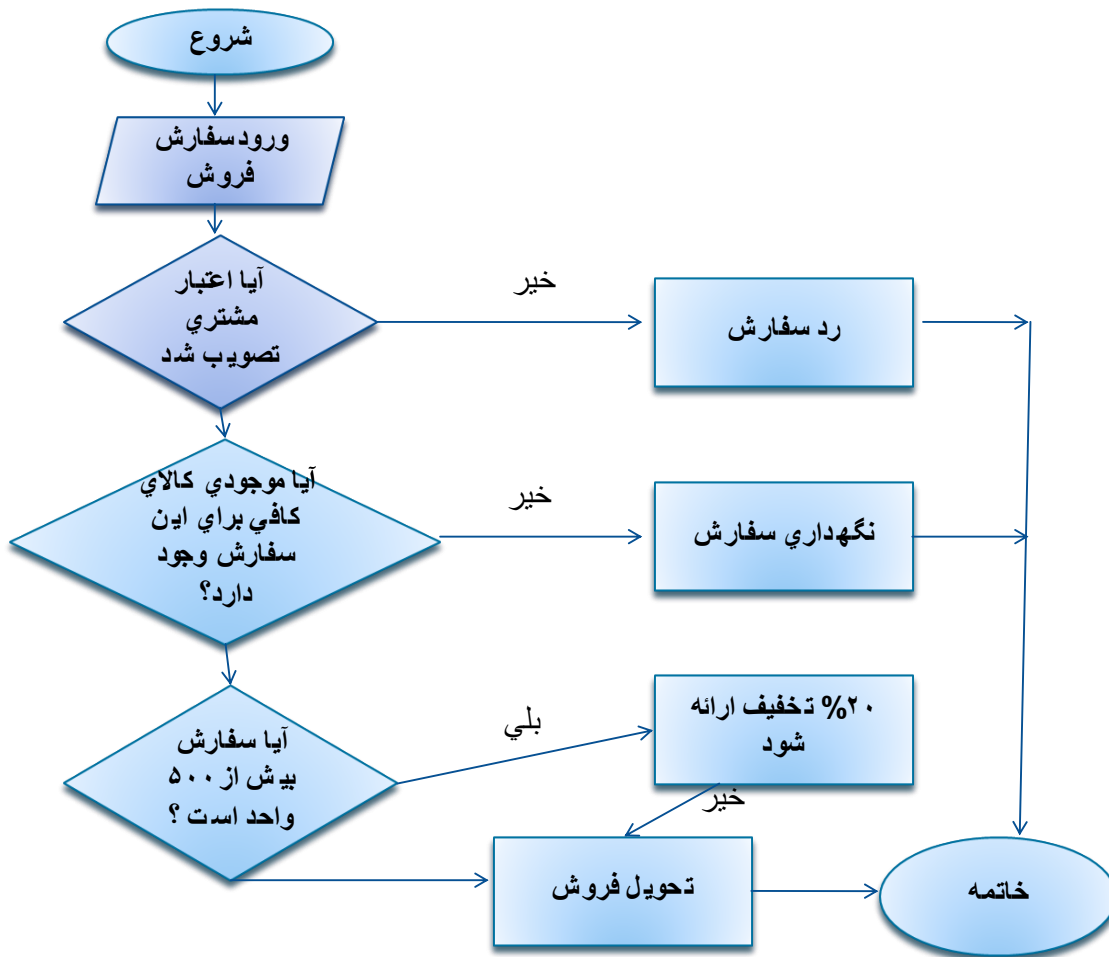 شروع
ورودسفارش
فروش
آيا اعتبار
مشتري
تصويب شد
خير
رد سفارش
آيا موجودي كالاي
كافي براي اين
سفارش وجود
دارد؟
خير
نگهداري سفارش
آيا سفارش
بيش از ۵۰۰
واحد است ؟
بلي
۲۰% تخفيف ارائه
شود
خير
تحويل فروش
خاتمه